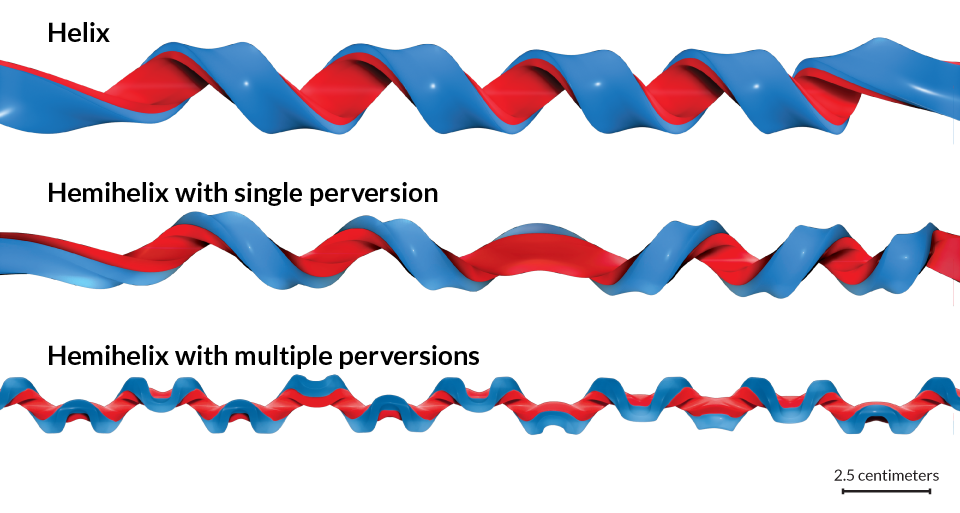 Helix
Hemihelix with single perversion
Hemihelix with multiple perversions
2.5 centimeters